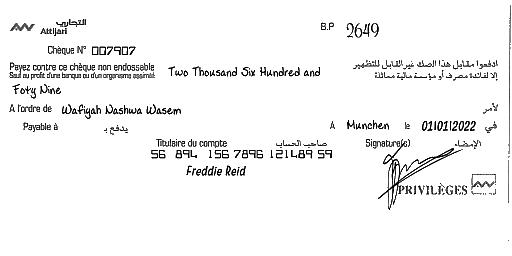 التجاري
Attijari
B.P 2649
Chèque N° 007907
Payez contre ce chèque non endossable
Sauf au profit d'une banque ou d'un organisme assimilé
Two Thousand Six Hundred and
ادفعوا مقابل هذا الصك غير القابل للتظهير
إلا لفائدة مصرف أو مؤسسة مالية مماثلة
Foty Nine
A l'ordre de Wafiyah Nashwa Wasem لأمر
Payable à يدفع بـ A Munchen le 01/01/2022 في
Titulaire du compte صاحب الحساب Signature(s) الإمضاء
56 894 156 7896 121489 59
Freddie Reid
PRIVILÈGES